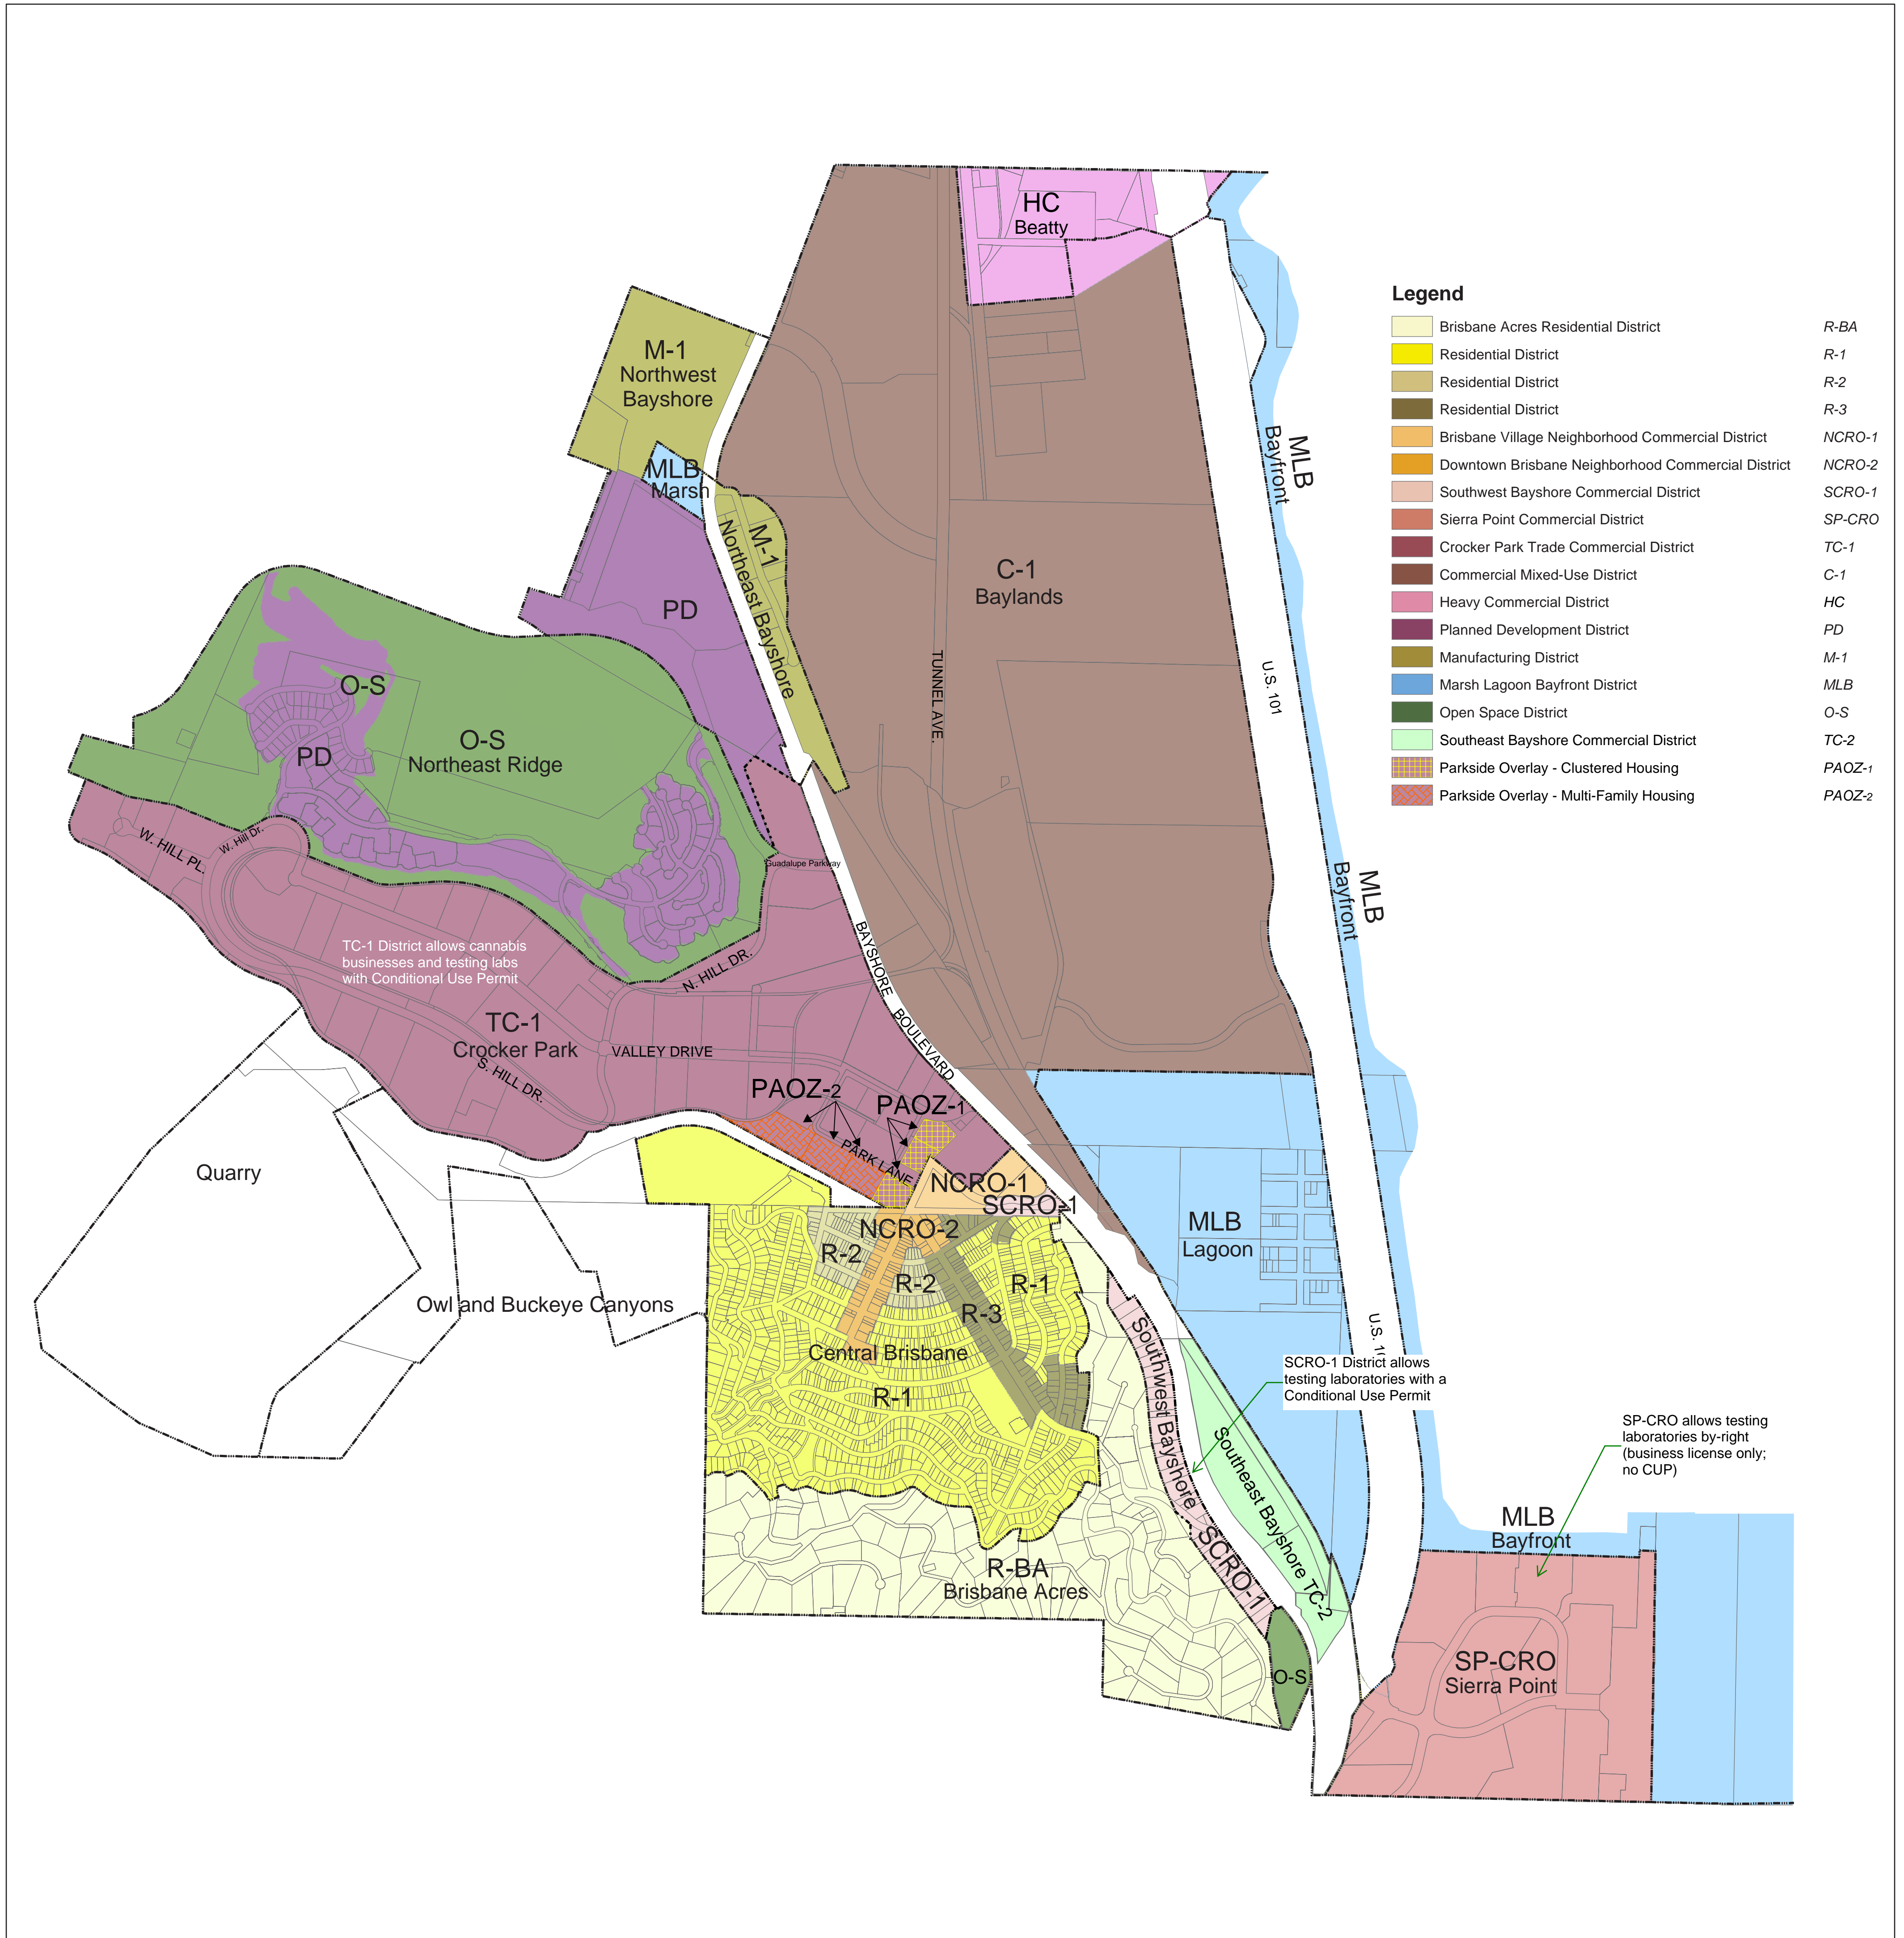 HC
Beatty
Legend
Brisbane Acres Residential District R-BA
Residential District R-1
Residential District R-2
Residential District R-3
Brisbane Village Neighborhood Commercial District NCRO-1
Downtown Brisbane Neighborhood Commercial District NCRO-2
Southwest Bayshore Commercial District SCRO-1
Sierra Point Commercial District SP-CRO
Crocker Park Trade Commercial District TC-1
Commercial Mixed-Use District C-1
Heavy Commercial District HC
Planned Development District PD
Manufacturing District M-1
Marsh Lagoon Bayfront District MLB
Open Space District O-S
Southeast Bayshore Commercial District TC-2
Parkside Overlay - Clustered Housing PAOZ-1
Parkside Overlay - Multi-Family Housing PAOZ-2
M-1
Northwest
Bayshore
MLB
Marsh
MLB
Bayfront
M-1
Northeast Bayshore
C-1
Baylands
PD
TUNNEL AVE.
U.S. 101
O-S
PD
O-S
Northeast Ridge
W. HILL PL.
W. Hill Dr.
Guadalupe Parkway
MLB
Bayfront
TC-1 District allows cannabis
businesses and testing labs
with Conditional Use Permit
N. HILL DR.
BAYSHORE BOULEVARD
TC-1
Crocker Park
VALLEY DRIVE
S. HILL DR.
PAOZ-2
PAOZ-1
PARK LANE
Quarry
NCRO-1
SCRO-1
NCRO-2
R-2
R-2
R-1
R-3
MLB
Lagoon
Owl and Buckeye Canyons
Central Brisbane
R-1
U.S. 10
SCRO-1 District allows
testing laboratories with a
Conditional Use Permit
Southwest Bayshore
SCRO-1
Southeast Bayshore TC-2
SP-CRO allows testing
laboratories by-right
(business license only;
no CUP)
MLB
Bayfront
R-BA
Brisbane Acres
O-S
SP-CRO
Sierra Point